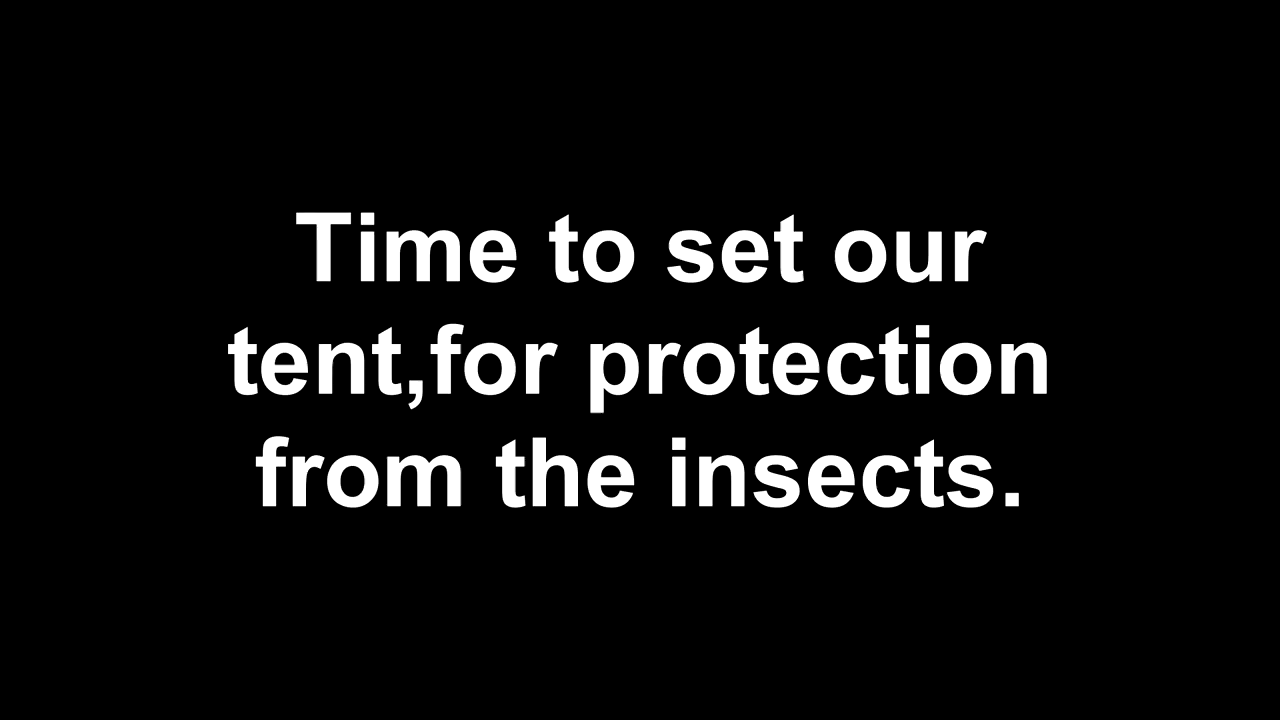 Time to set our
tent,for protection
from the insects.